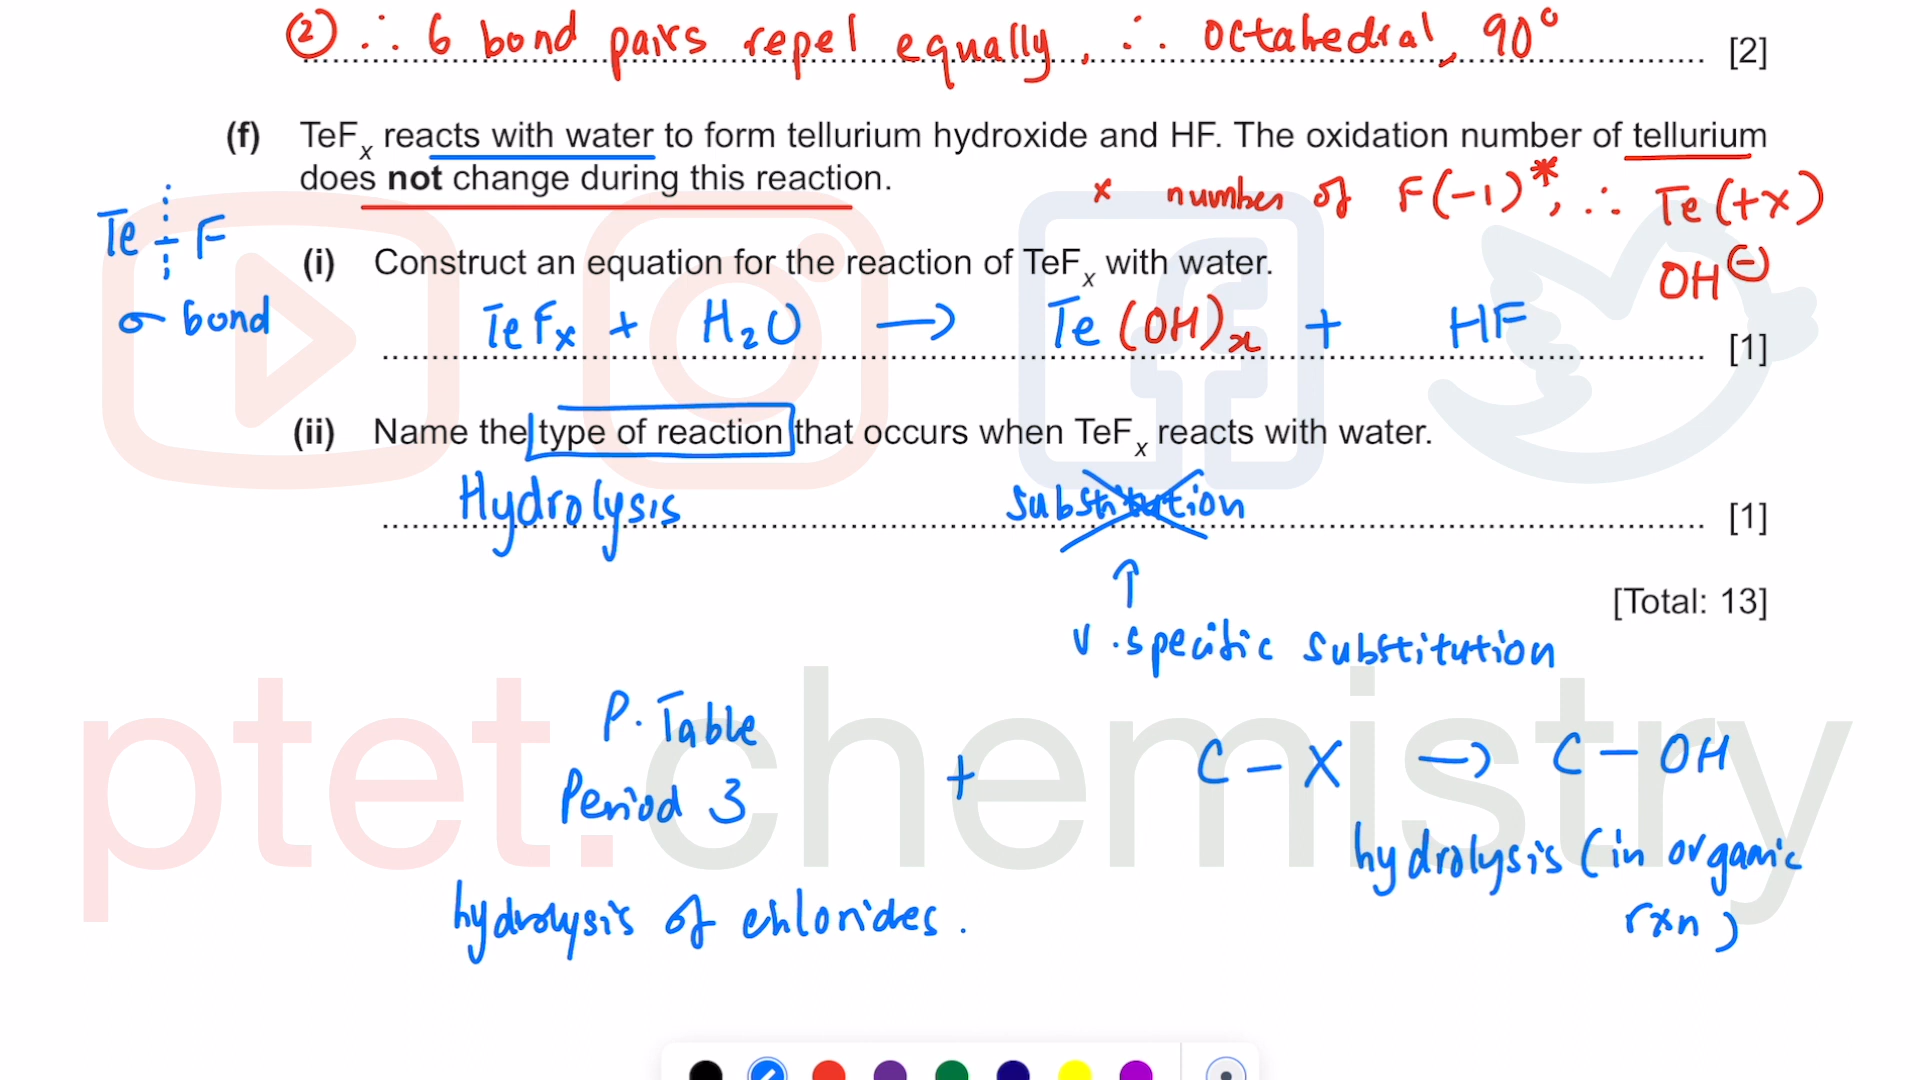 ② ∴ 6 bond pairs repel equally, ∴ octahedral, 90° [2]
(f) TeFₓ reacts with water to form tellurium hydroxide and HF. The oxidation number of tellurium
does not change during this reaction.
x number of F(-1)*, ∴ Te(+x)
Te - F
OH⊖
(i) Construct an equation for the reaction of TeFₓ with water.
σ bond
TeFₓ + H₂O → Te (OH)ₓ + HF
[1]
(ii) Name the type of reaction that occurs when TeFₓ reacts with water.
Hydrolysis substitution
[1]
↑
[Total: 13]
v. specific substitution
ptet.chemistry
P. Table
Period 3
+ C - X → C - OH
hydrolysis (in organic
rxn)
hydrolysis of chlorides.